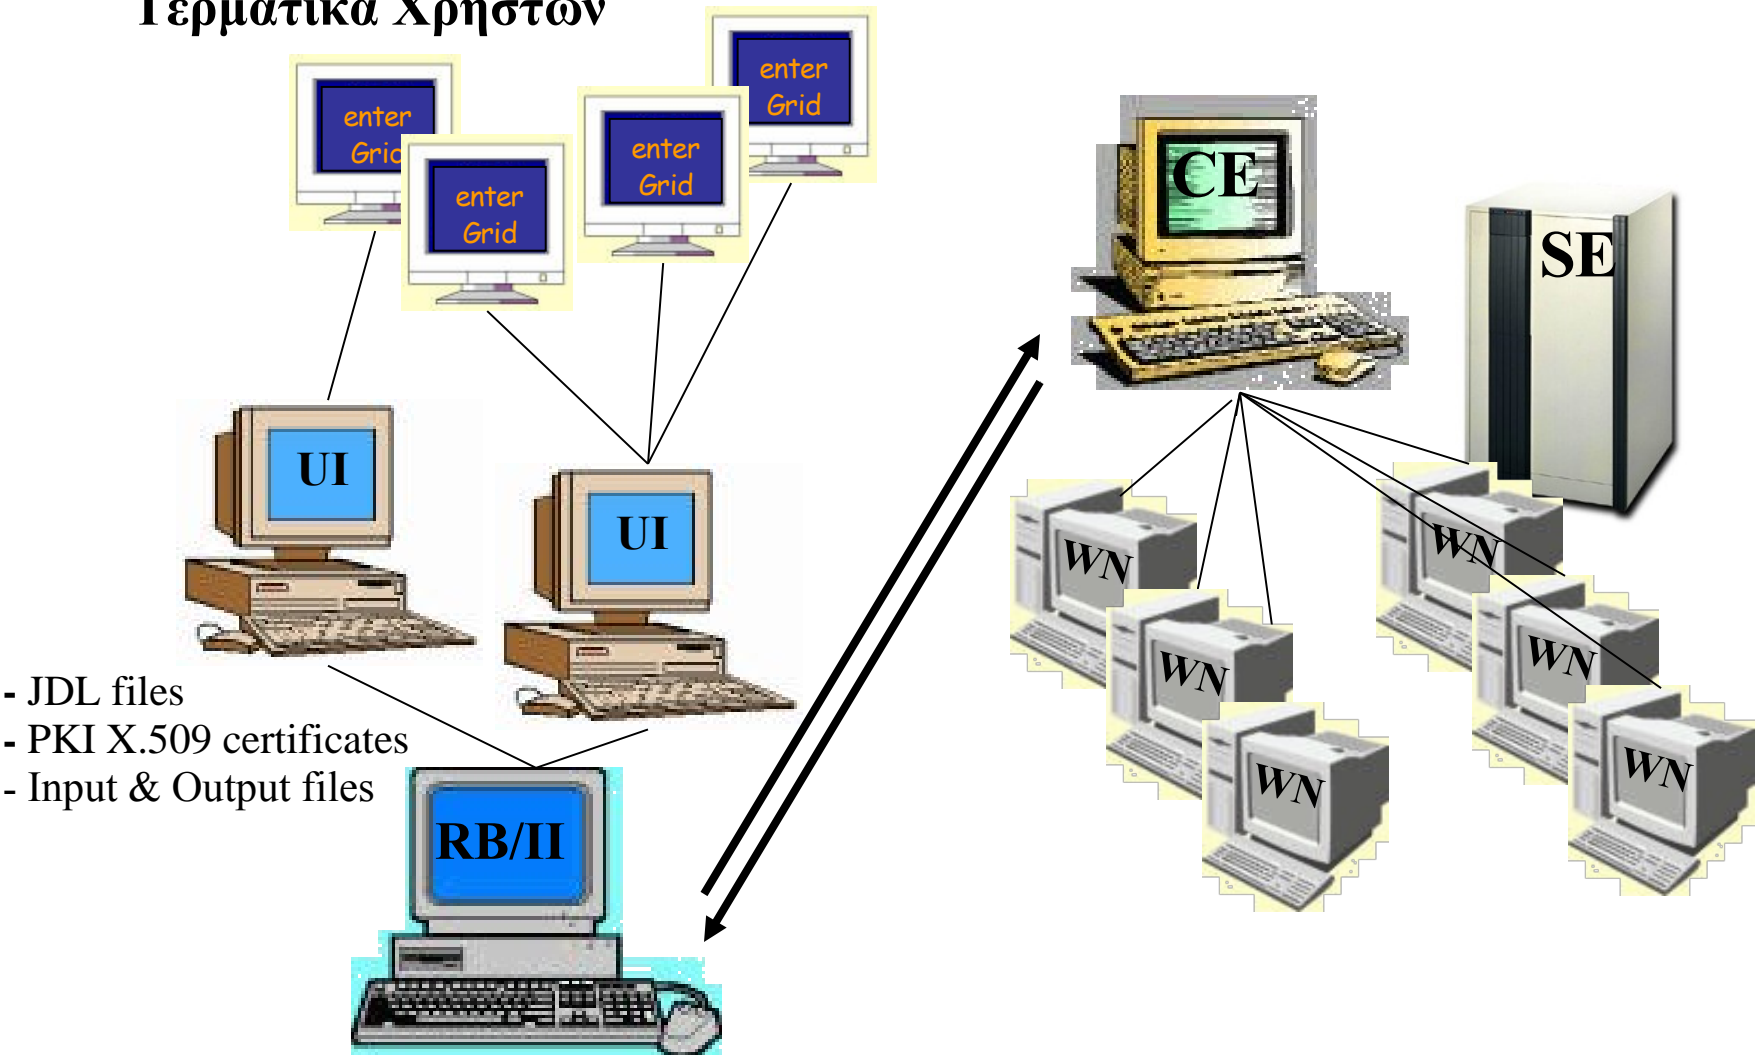 Τερματικά Χρηστών
enter
Grid
enter
Grid
enter
Grid
enter
Grid
CE
SE
UI
UI
WN
WN
WN
WN
WN
WN
- JDL files
- PKI X.509 certificates
- Input & Output files
RB/II